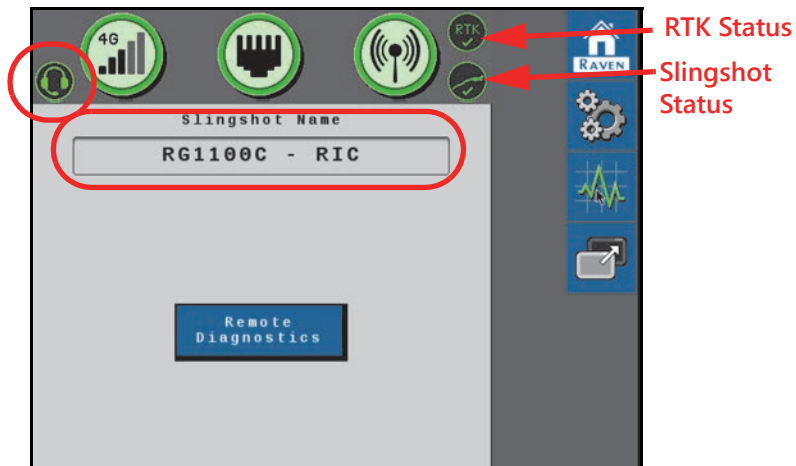 4G
RTK
RTK Status
RAVEN
Slingshot
Status
Slingshot Name
RG1100C - RIC
Remote
Diagnostics